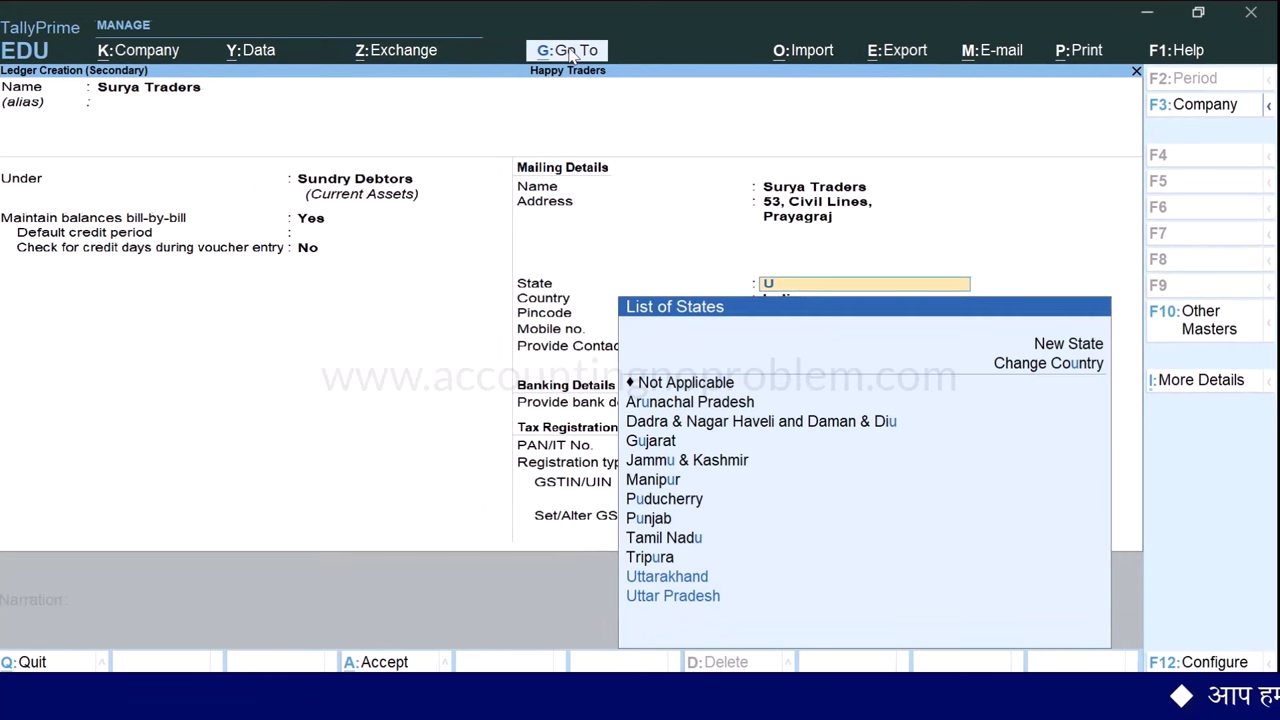 TallyPrime
EDU
MANAGE
K:Company
Y:Data
Z:Exchange
G:Go To
O:Import
E:Export
M:E-mail
P:Print
F1:Help
Ledger Creation (Secondary)
Happy Traders
Name : Surya Traders
(alias) :
Under : Sundry Debtors
(Current Assets)
Maintain balances bill-by-bill : Yes
Default credit period :
Check for credit days during voucher entry : No
Mailing Details
Name : Surya Traders
Address : 53, Civil Lines,
Prayagraj
State : U
Country
Pincode
Mobile no.
Provide Contac
Banking Details
Provide bank de
Tax Registration
PAN/IT No.
Registration typ
GSTIN/UIN
Set/Alter GS
List of States
New State
Change Country
♦ Not Applicable
Arunachal Pradesh
Dadra & Nagar Haveli and Daman & Diu
Gujarat
Jammu & Kashmir
Manipur
Puducherry
Punjab
Tamil Nadu
Tripura
Uttarakhand
Uttar Pradesh
www.accountingnoproblem.com
Narration:
F2:Period
F3:Company
F4
F5
F6
F7
F8
F9
F10:Other
Masters
I:More Details
Q:Quit
A:Accept
D:Delete
F12:Configure
◆ आप हम